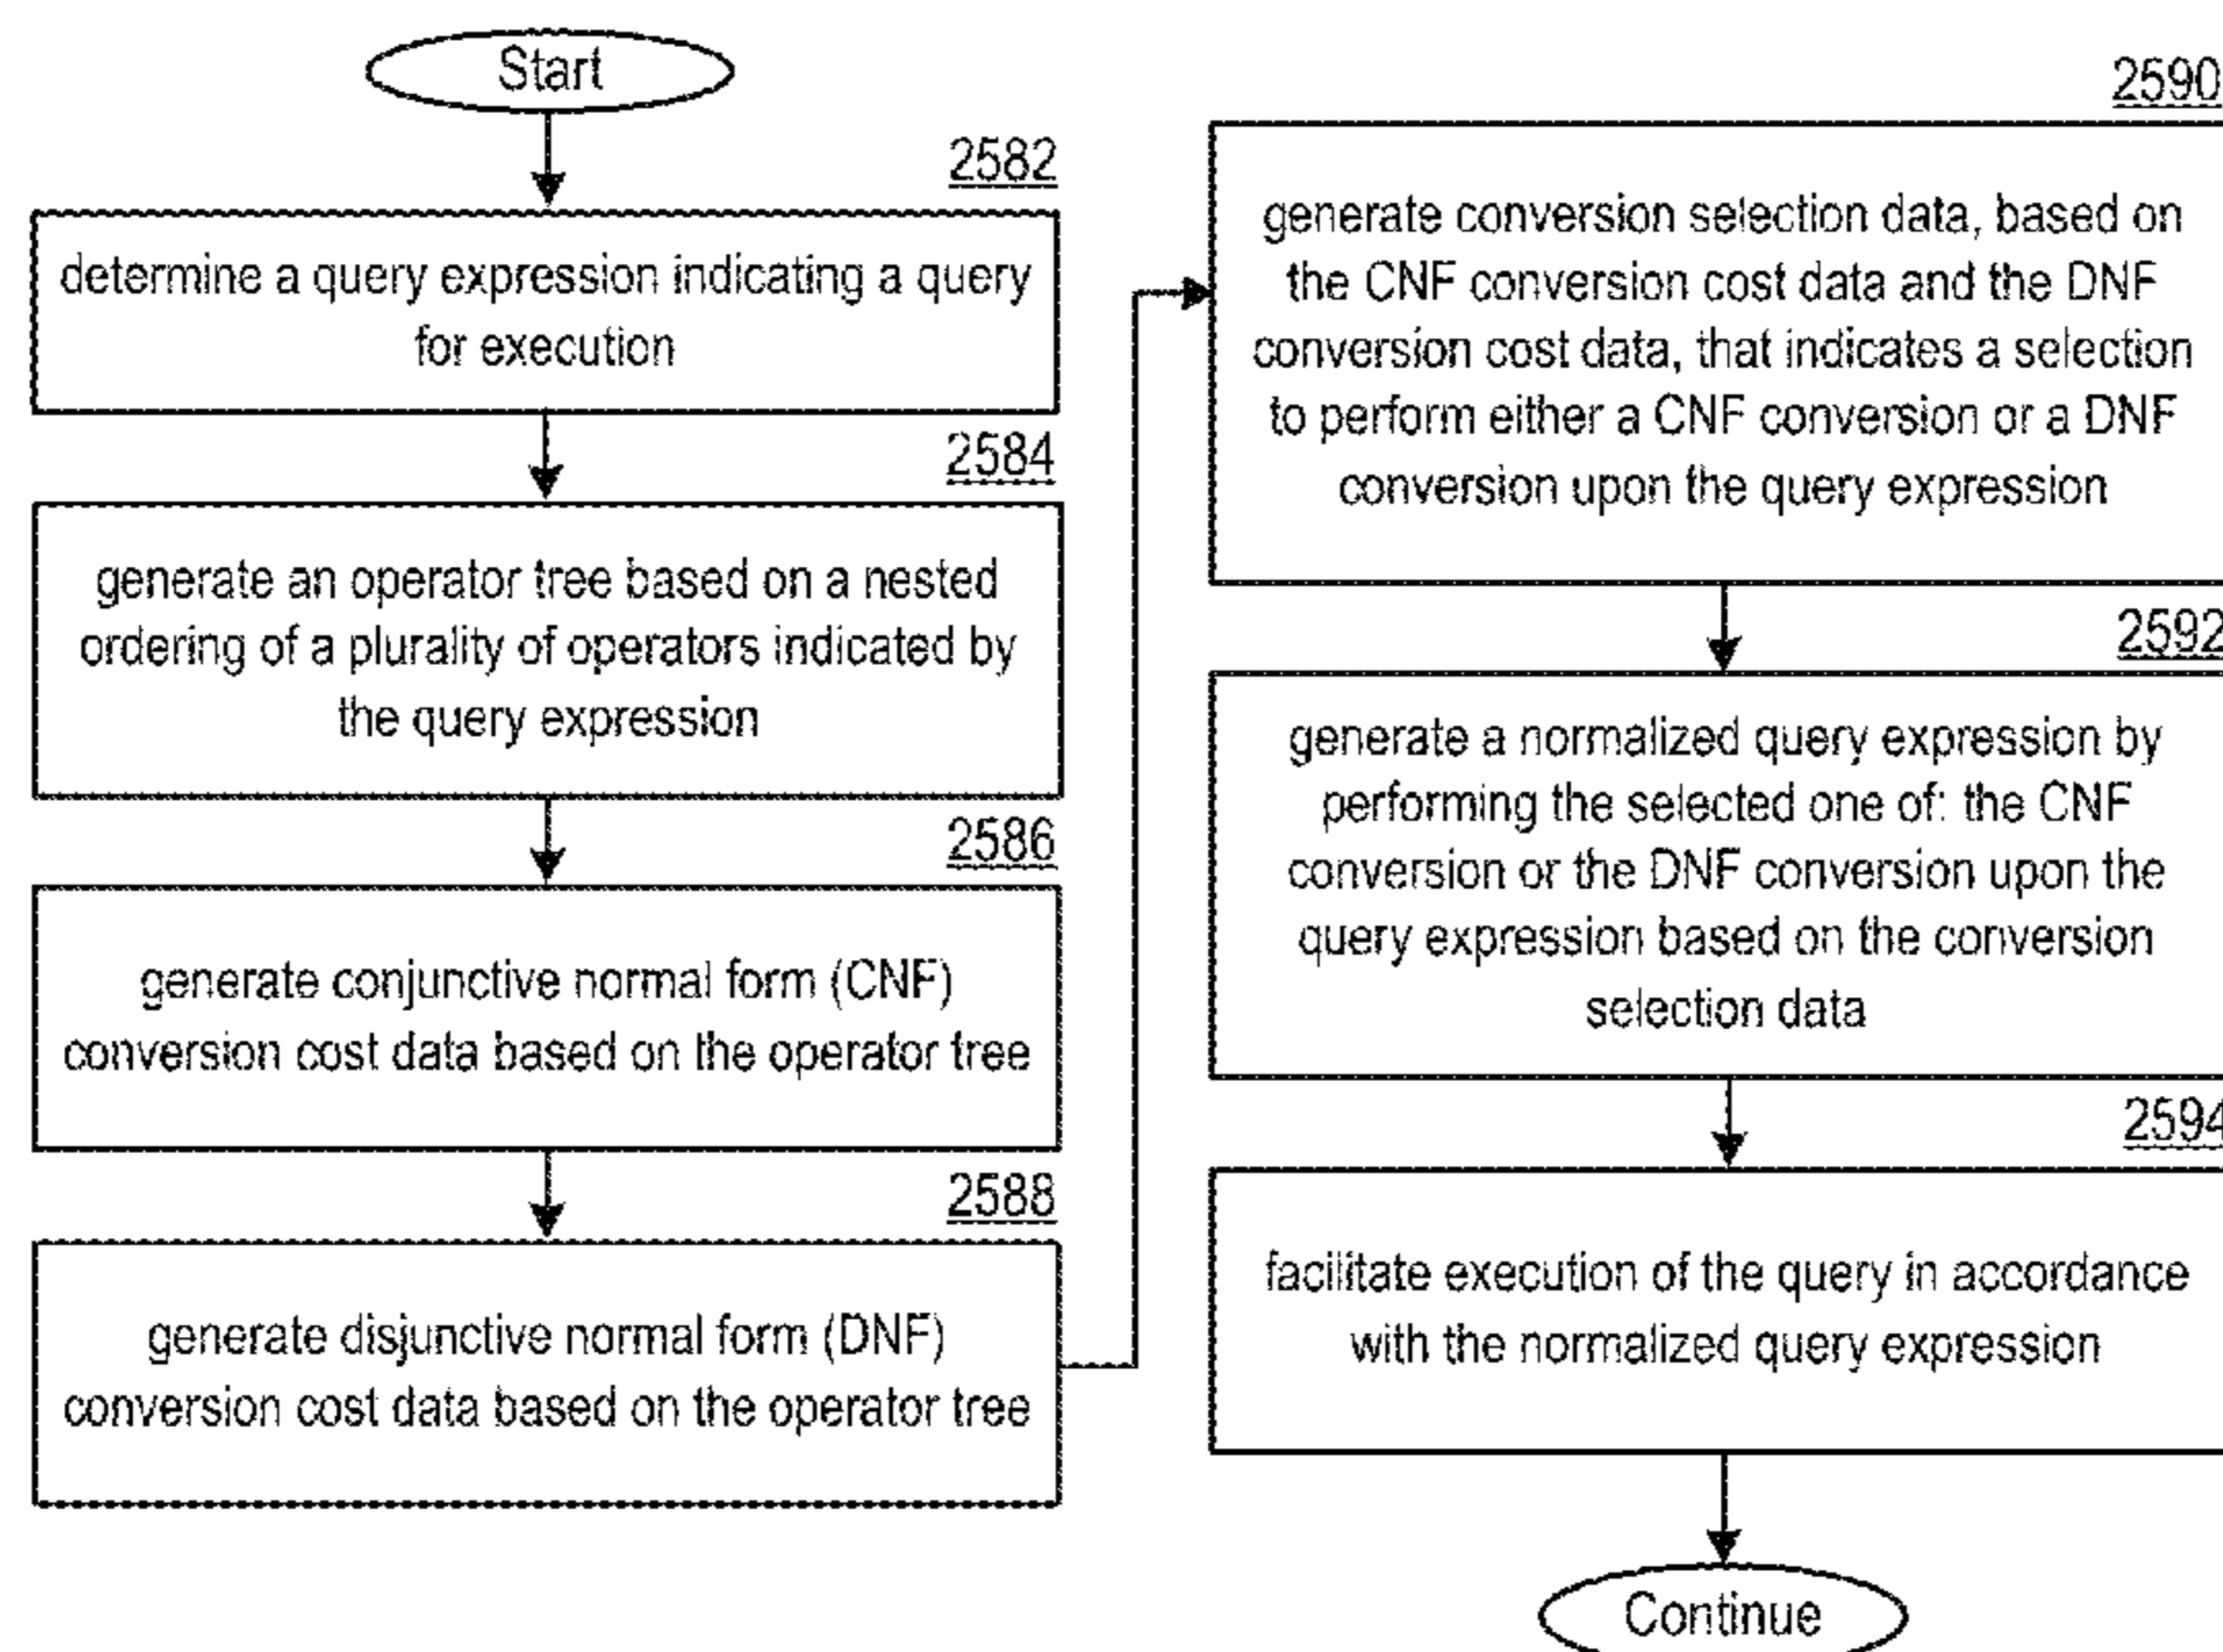 Start
2582
determine a query expression indicating a query
for execution
2584
generate an operator tree based on a nested
ordering of a plurality of operators indicated by
the query expression
2586
generate conjunctive normal form (CNF)
conversion cost data based on the operator tree
2588
generate disjunctive normal form (DNF)
conversion cost data based on the operator tree
2590
generate conversion selection data, based on
the CNF conversion cost data and the DNF
conversion cost data, that indicates a selection
to perform either a CNF conversion or a DNF
conversion upon the query expression
2592
generate a normalized query expression by
performing the selected one of: the CNF
conversion or the DNF conversion upon the
query expression based on the conversion
selection data
2594
facilitate execution of the query in accordance
with the normalized query expression
Continue